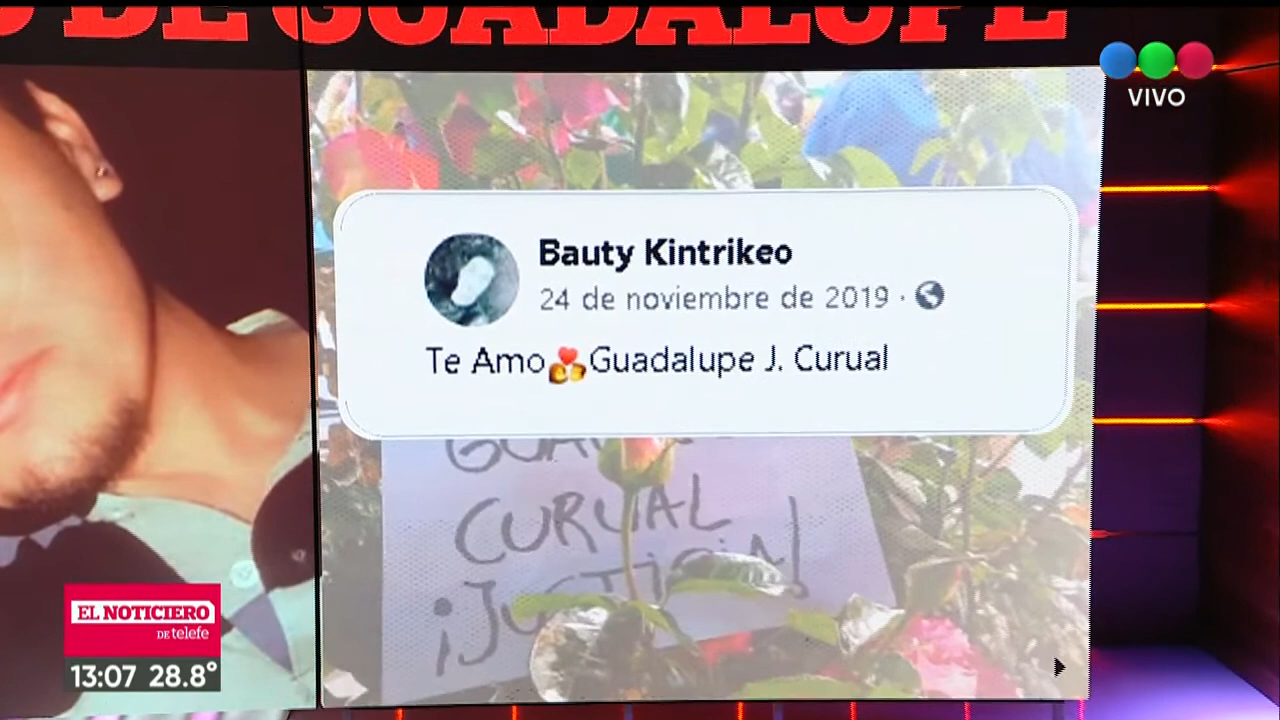 DE GUADALUPE
VIVO
Bauty Kintrikeo
24 de noviembre de 2019 ·
Te Amo Guadalupe J. Curual
CURUAL
¡JUSTICIA!
EL NOTICIERO
DE telefe
13:07 28.8°